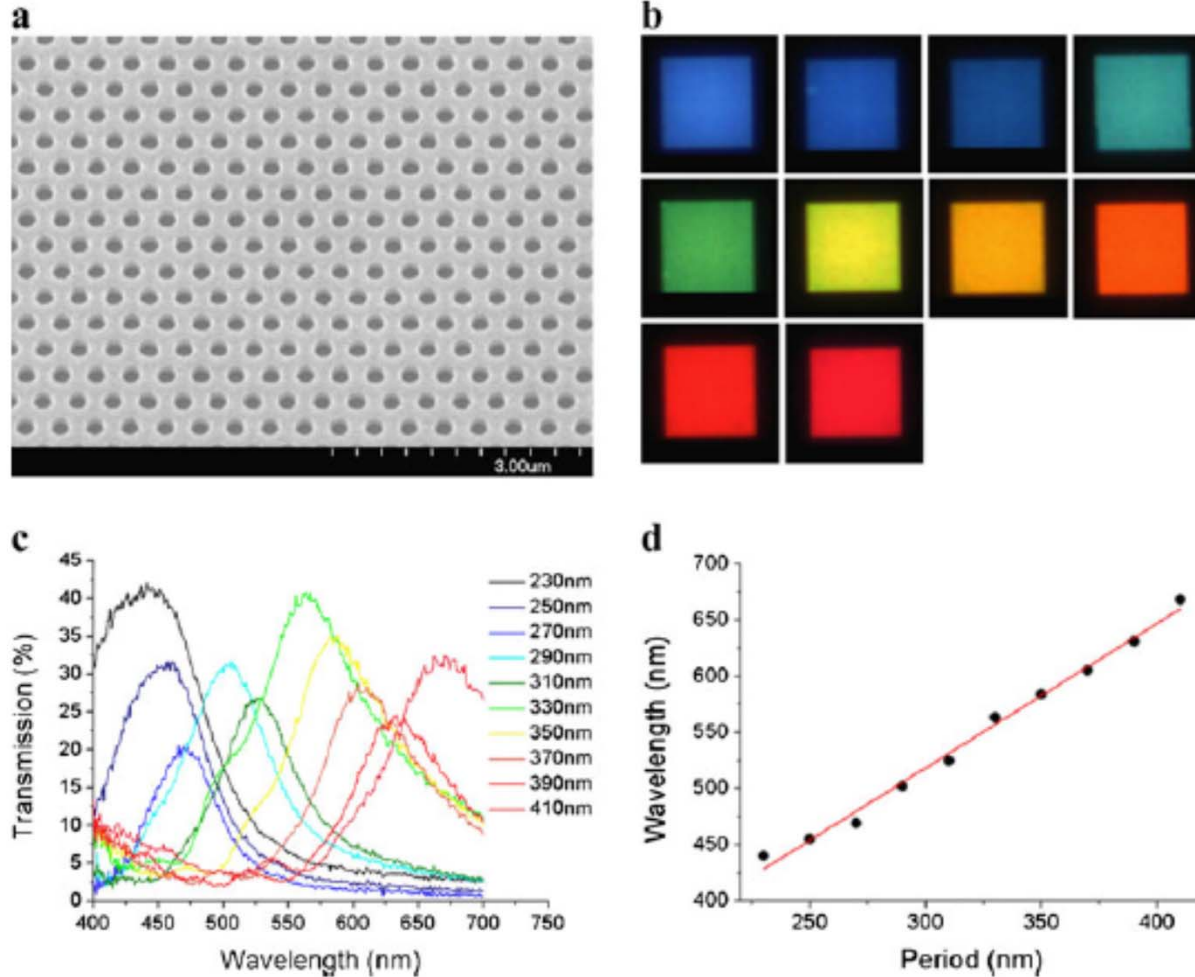 a
3.00um
b
c
Transmission (%)
45
40
35
30
25
20
15
10
5
0
400
450
500
550
600
650
700
750
Wavelength (nm)
230nm
250nm
270nm
290nm
310nm
330nm
350nm
370nm
390nm
410nm
d
Wavelength (nm)
700
650
600
550
500
450
400
250
300
350
400
Period (nm)